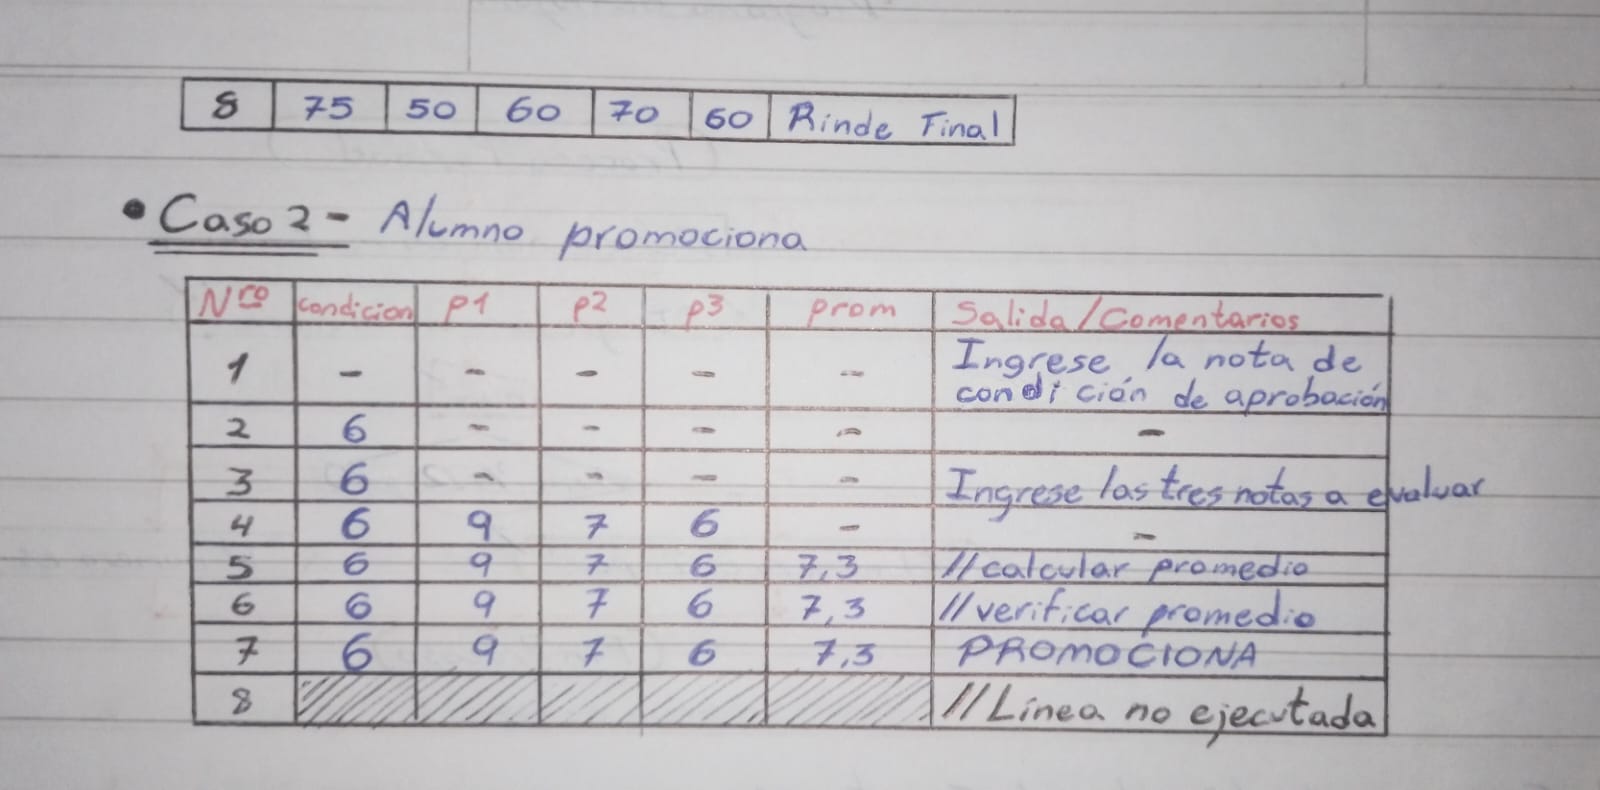 8 75 50 60 70 60 Rinde Final
• Caso 2 - Alumno promociona
Nro condicion p1 p2 p3 prom Salida/Comentarios
1 - - - - - Ingrese la nota de
condición de aprobación
2 6 - - - - -
3 6 - - - - Ingrese las tres notas a evaluar
4 6 9 7 6 - -
5 6 9 7 6 7,3 //calcular promedio
6 6 9 7 6 7,3 //verificar promedio
7 6 9 7 6 7,3 PROMOCIONA
8 //Línea no ejecutada